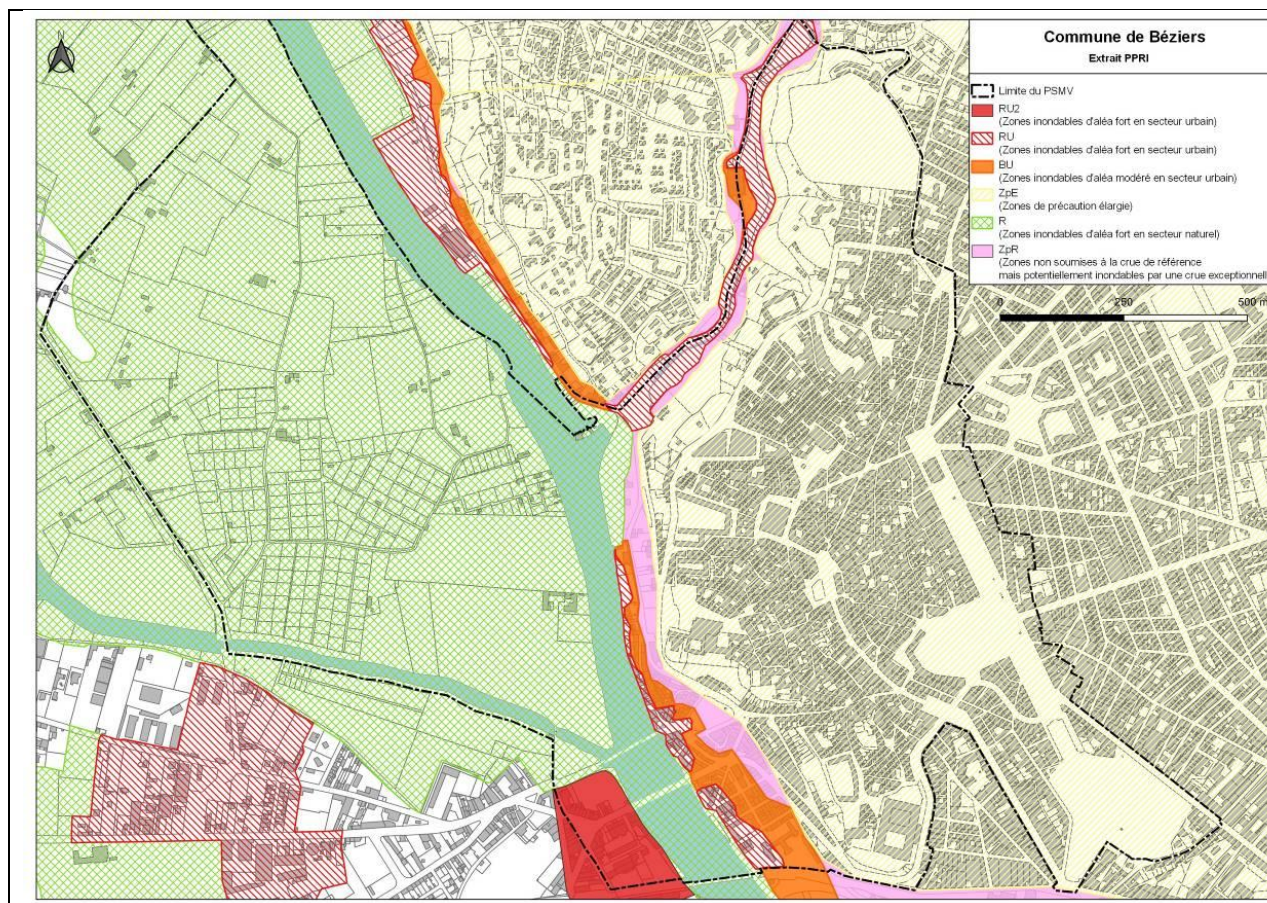 N
Commune de Béziers
Extrait PPRI
Limite du PSMV
RU2
(Zones inondables d'aléa fort en secteur urbain)
RU
(Zones inondables d'aléa fort en secteur urbain)
BU
(Zones inondables d'aléa modéré en secteur urbain)
ZpE
(Zones de précaution élargie)
R
(Zones inondables d'aléa fort en secteur naturel)
ZpR
(Zones non soumises à la crue de référence
mais potentiellement inondables par une crue exceptionnell
0 250 500 m